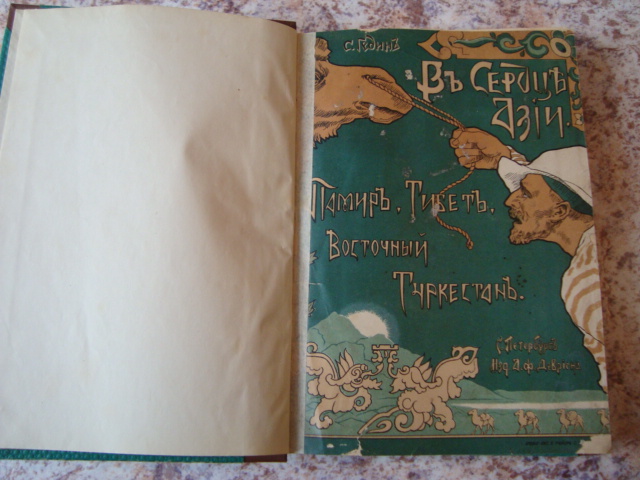 С. Гединъ
Въ Сердцѣ
Азіи.
Памиръ, Тибетъ,
Восточный
Туркестанъ.
С. Петербургъ
Изд. А. Ф. Девріена